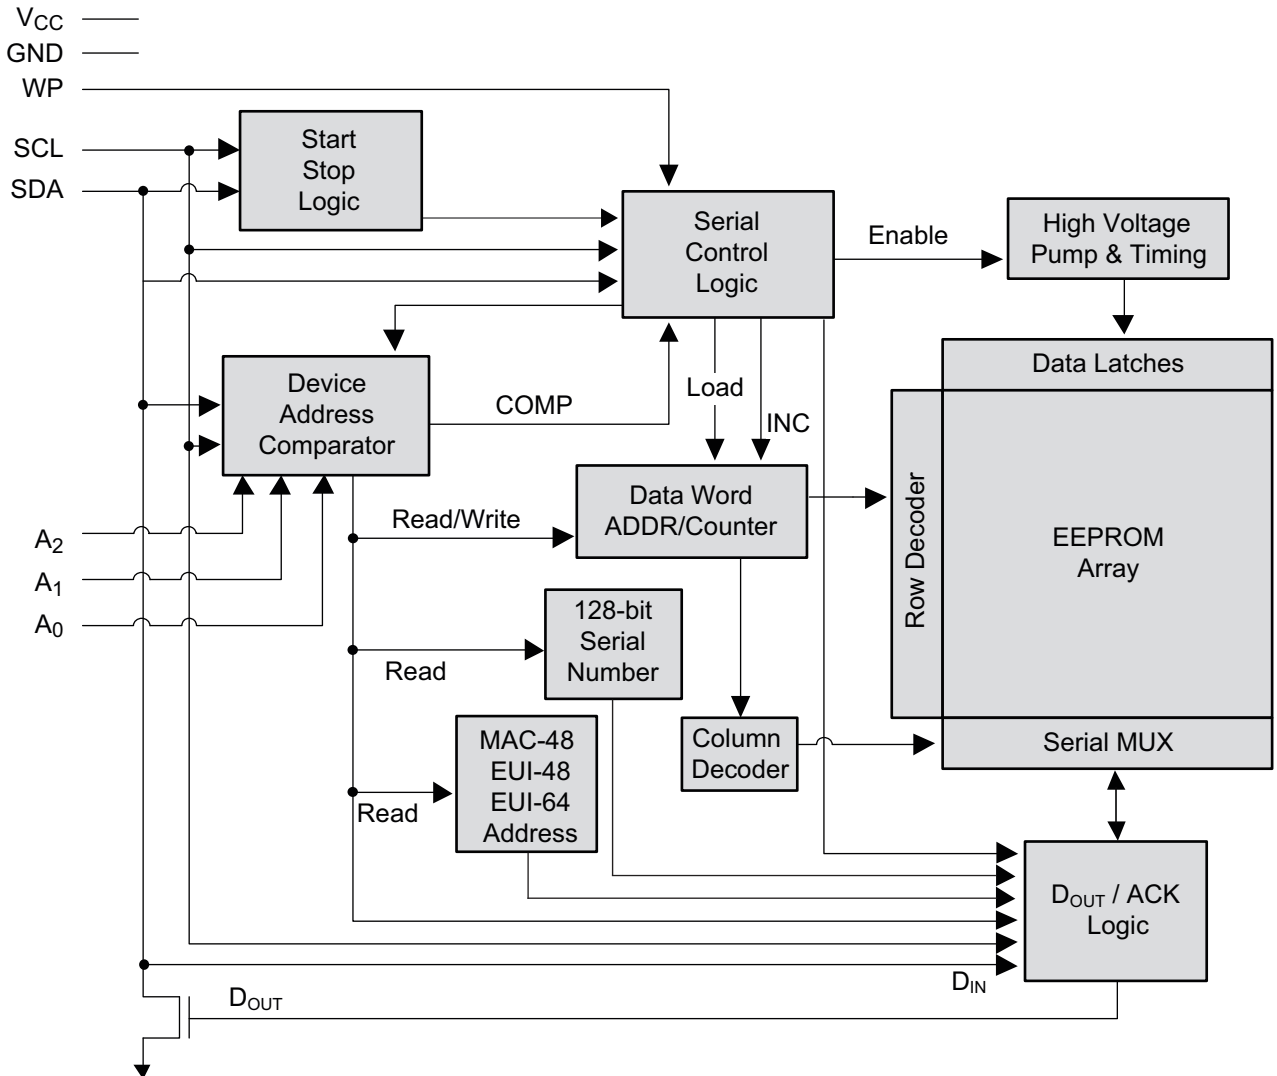 VCC
GND
WP
SCL
SDA
Start
Stop
Logic
Serial
Control
Logic
Enable
High Voltage
Pump & Timing
Data Latches
Device
Address
Comparator
COMP
Load
INC
Data Word
ADDR/Counter
Row Decoder
EEPROM
Array
Read/Write
A2
A1
A0
128-bit
Serial
Number
Read
MAC-48
EUI-48
EUI-64
Address
Read
Column
Decoder
Serial MUX
DOUT / ACK
Logic
DIN
DOUT